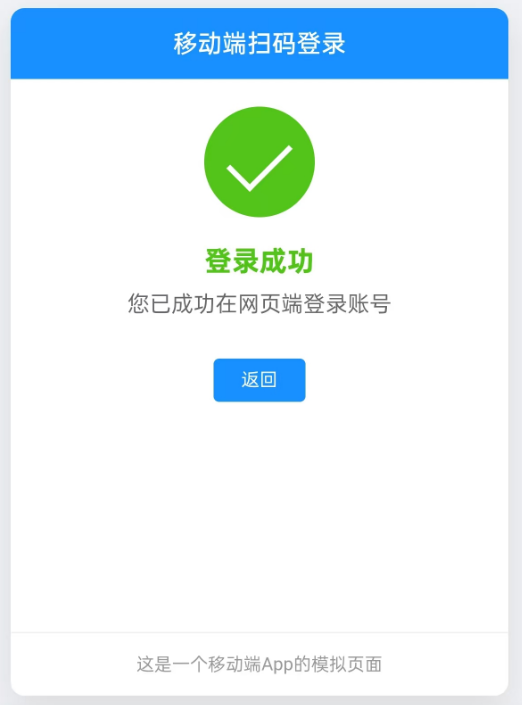 移动端扫码登录
登录成功
您已成功在网页端登录账号
返回
这是一个移动端App的模拟页面